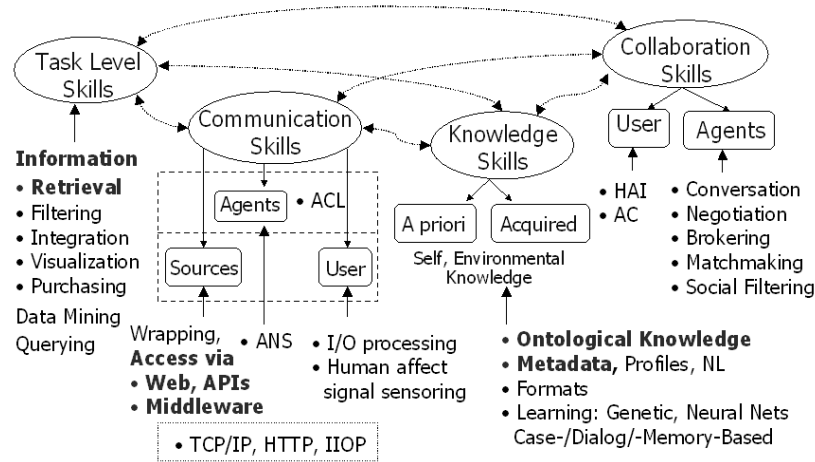 Task Level
Skills
Collaboration
Skills
Communication
Skills
Knowledge
Skills
User
Agents
Information
• Retrieval
• Filtering
• Integration
• Visualization
• Purchasing
Data Mining
Querying
Agents
• ACL
Sources
User
A priori
Acquired
Self, Environmental
Knowledge
• HAI
• AC
• Conversation
• Negotiation
• Brokering
• Matchmaking
• Social Filtering
Wrapping,
Access via
• Web, APIs
• Middleware
• ANS
• I/O processing
• Human affect
signal sensoring
• TCP/IP, HTTP, IIOP
• Ontological Knowledge
• Metadata, Profiles, NL
• Formats
• Learning: Genetic, Neural Nets
Case-/Dialog/-Memory-Based